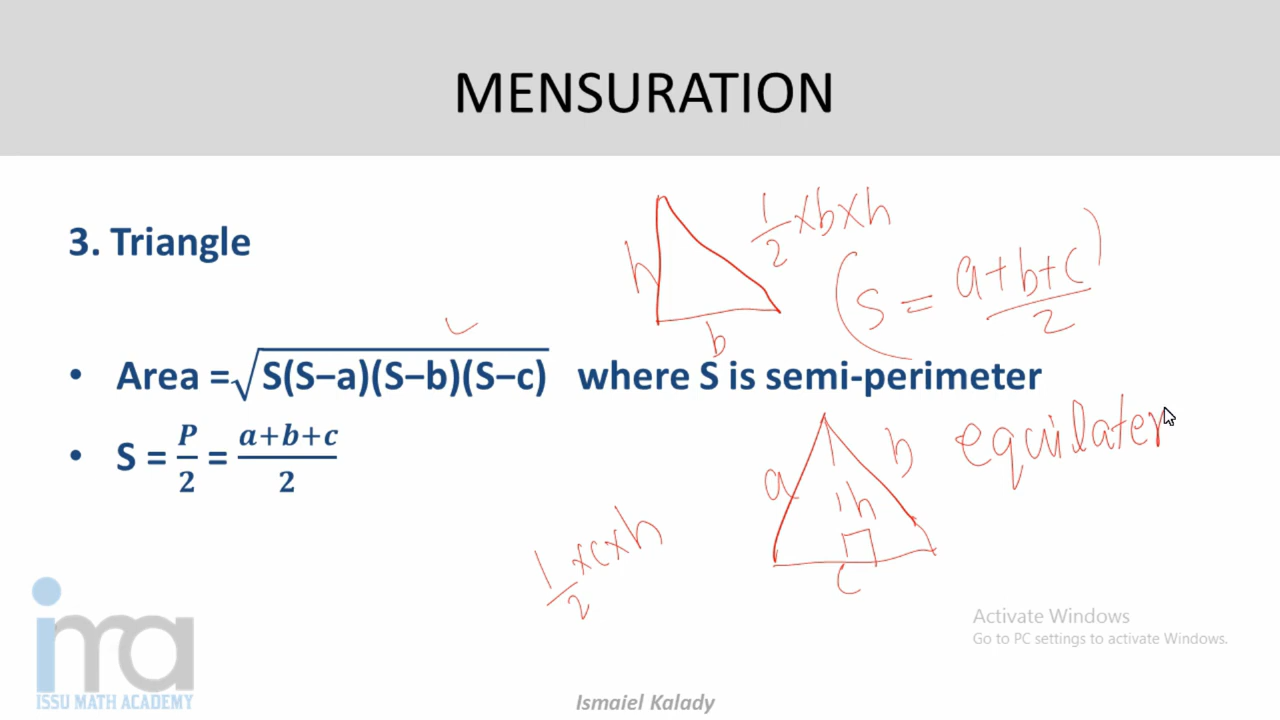 MENSURATION
3. Triangle
h
b
1/2 × b × h
(S = a+b+c/2)
• Area = √S(S−a)(S−b)(S−c) where S is semi-perimeter
• S = P/2 = a+b+c/2
a
b
h
c
equilater
1/2 × c × h
ima
ISSU MATH ACADEMY
Activate Windows
Go to PC settings to activate Windows.
Ismaiel Kalady